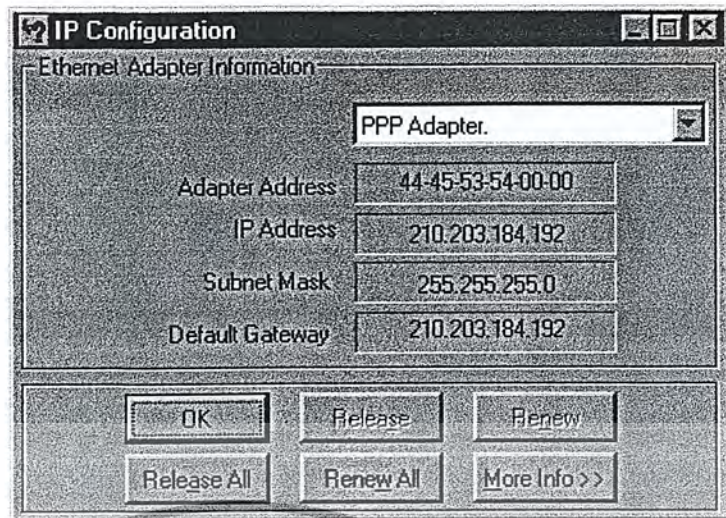 IP Configuration
Ethernet Adapter Information
PPP Adapter.
Adapter Address 44-45-53-54-00-00
IP Address 210.203.184.192
Subnet Mask 255.255.255.0
Default Gateway 210.203.184.192
OK Release Renew
Release All Renew All More Info >>